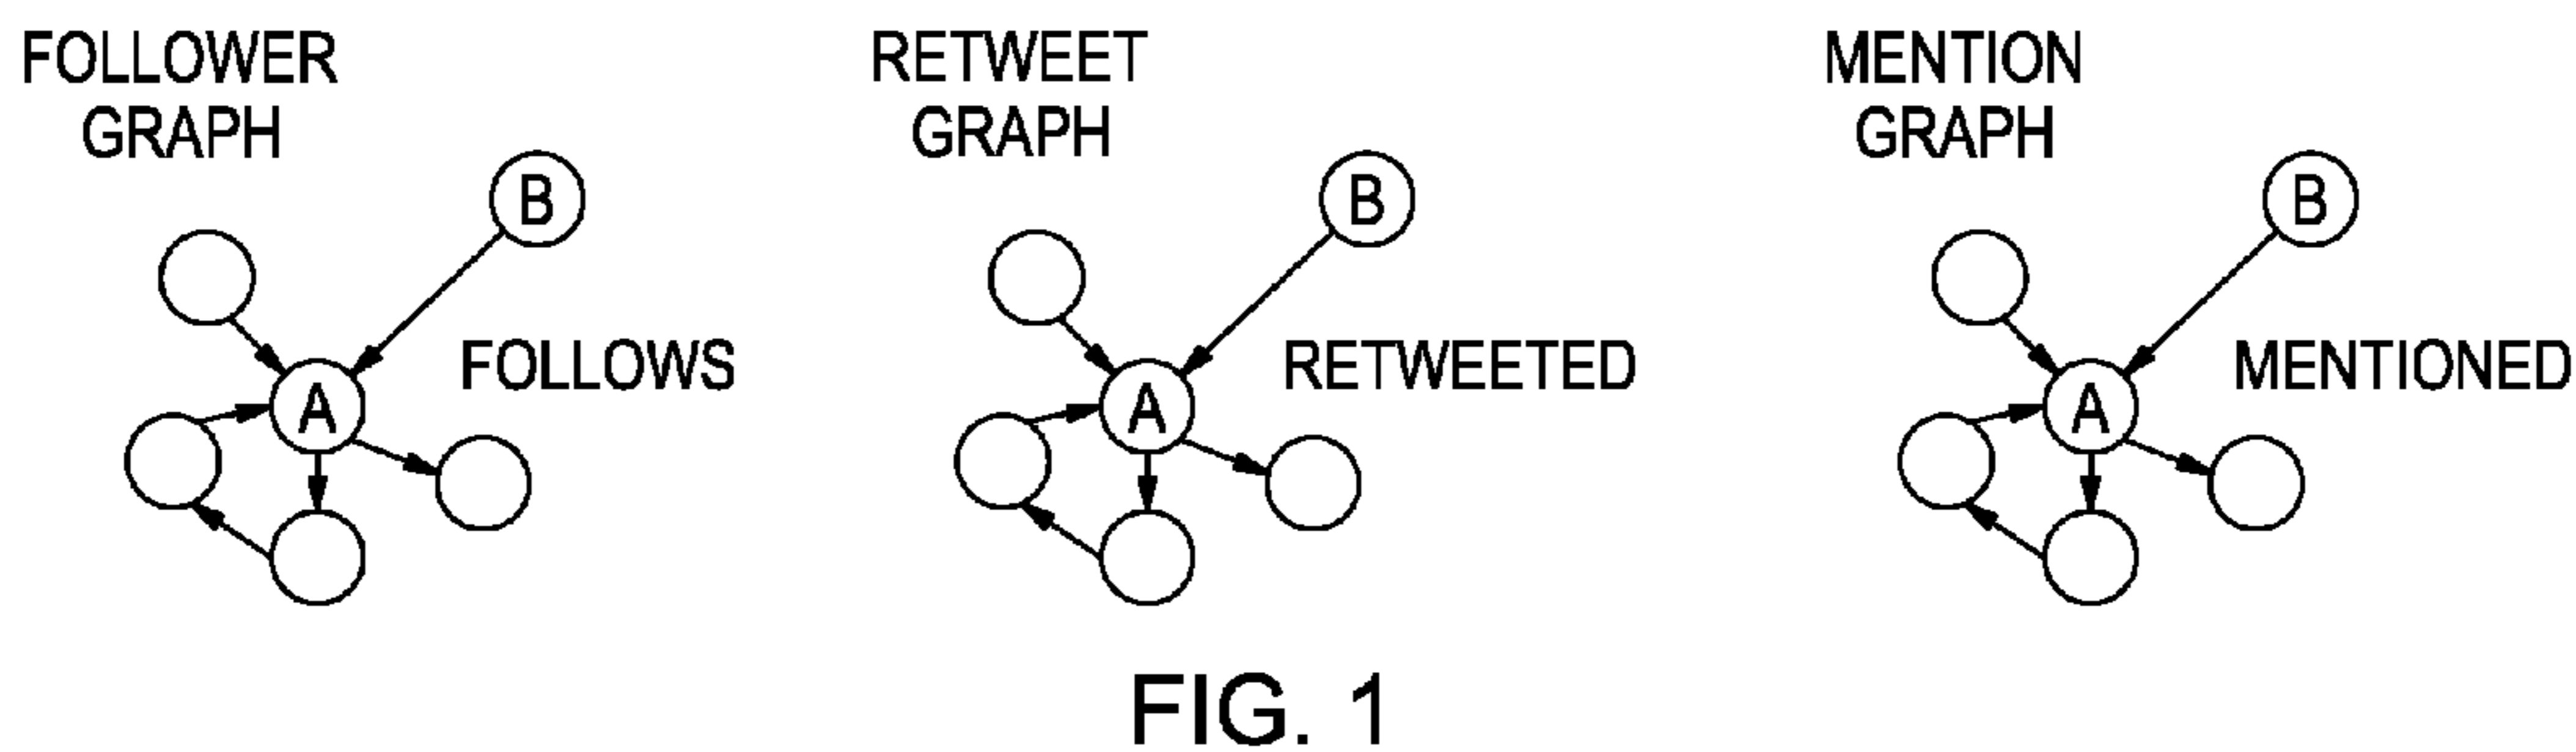 FOLLOWER
GRAPH
B
A
FOLLOWS
RETWEET
GRAPH
B
A
RETWEETED
MENTION
GRAPH
B
A
MENTIONED
FIG. 1